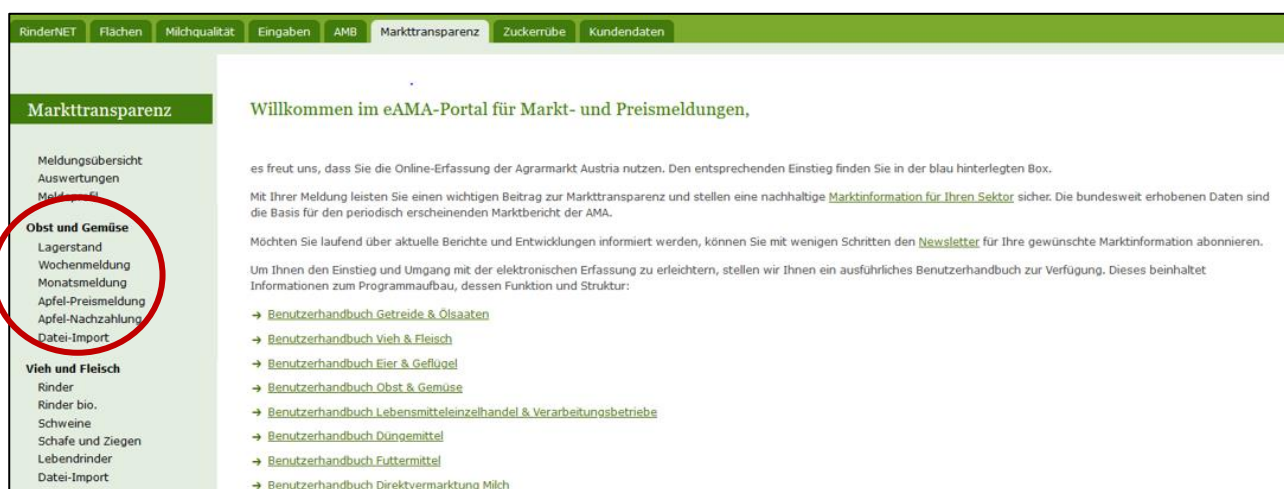 RinderNET Flächen Milchqualität Eingaben AMB Markttransparenz Zuckerrübe Kundendaten
Markttransparenz
Meldungsübersicht
Auswertungen
Meldeprofil
Obst und Gemüse
Lagerstand
Wochenmeldung
Monatsmeldung
Apfel-Preismeldung
Apfel-Nachzahlung
Datei-Import
Vieh und Fleisch
Rinder
Rinder bio.
Schweine
Schafe und Ziegen
Lebendrinder
Datei-Import
Willkommen im eAMA-Portal für Markt- und Preismeldungen,
es freut uns, dass Sie die Online-Erfassung der Agrarmarkt Austria nutzen. Den entsprechenden Einstieg finden Sie in der blau hinterlegten Box.
Mit Ihrer Meldung leisten Sie einen wichtigen Beitrag zur Markttransparenz und stellen eine nachhaltige Marktinformation für Ihren Sektor sicher. Die bundesweit erhobenen Daten sind
die Basis für den periodisch erscheinenden Marktbericht der AMA.
Möchten Sie laufend über aktuelle Berichte und Entwicklungen informiert werden, können Sie mit wenigen Schritten den Newsletter für Ihre gewünschte Marktinformation abonnieren.
Um Ihnen den Einstieg und Umgang mit der elektronischen Erfassung zu erleichtern, stellen wir Ihnen ein ausführliches Benutzerhandbuch zur Verfügung. Dieses beinhaltet
Informationen zum Programmaufbau, dessen Funktion und Struktur:
→ Benutzerhandbuch Getreide & Ölsaaten
→ Benutzerhandbuch Vieh & Fleisch
→ Benutzerhandbuch Eier & Geflügel
→ Benutzerhandbuch Obst & Gemüse
→ Benutzerhandbuch Lebensmitteleinzelhandel & Verarbeitungsbetriebe
→ Benutzerhandbuch Düngemittel
→ Benutzerhandbuch Futtermittel
→ Benutzerhandbuch Direktvermarktung Milch